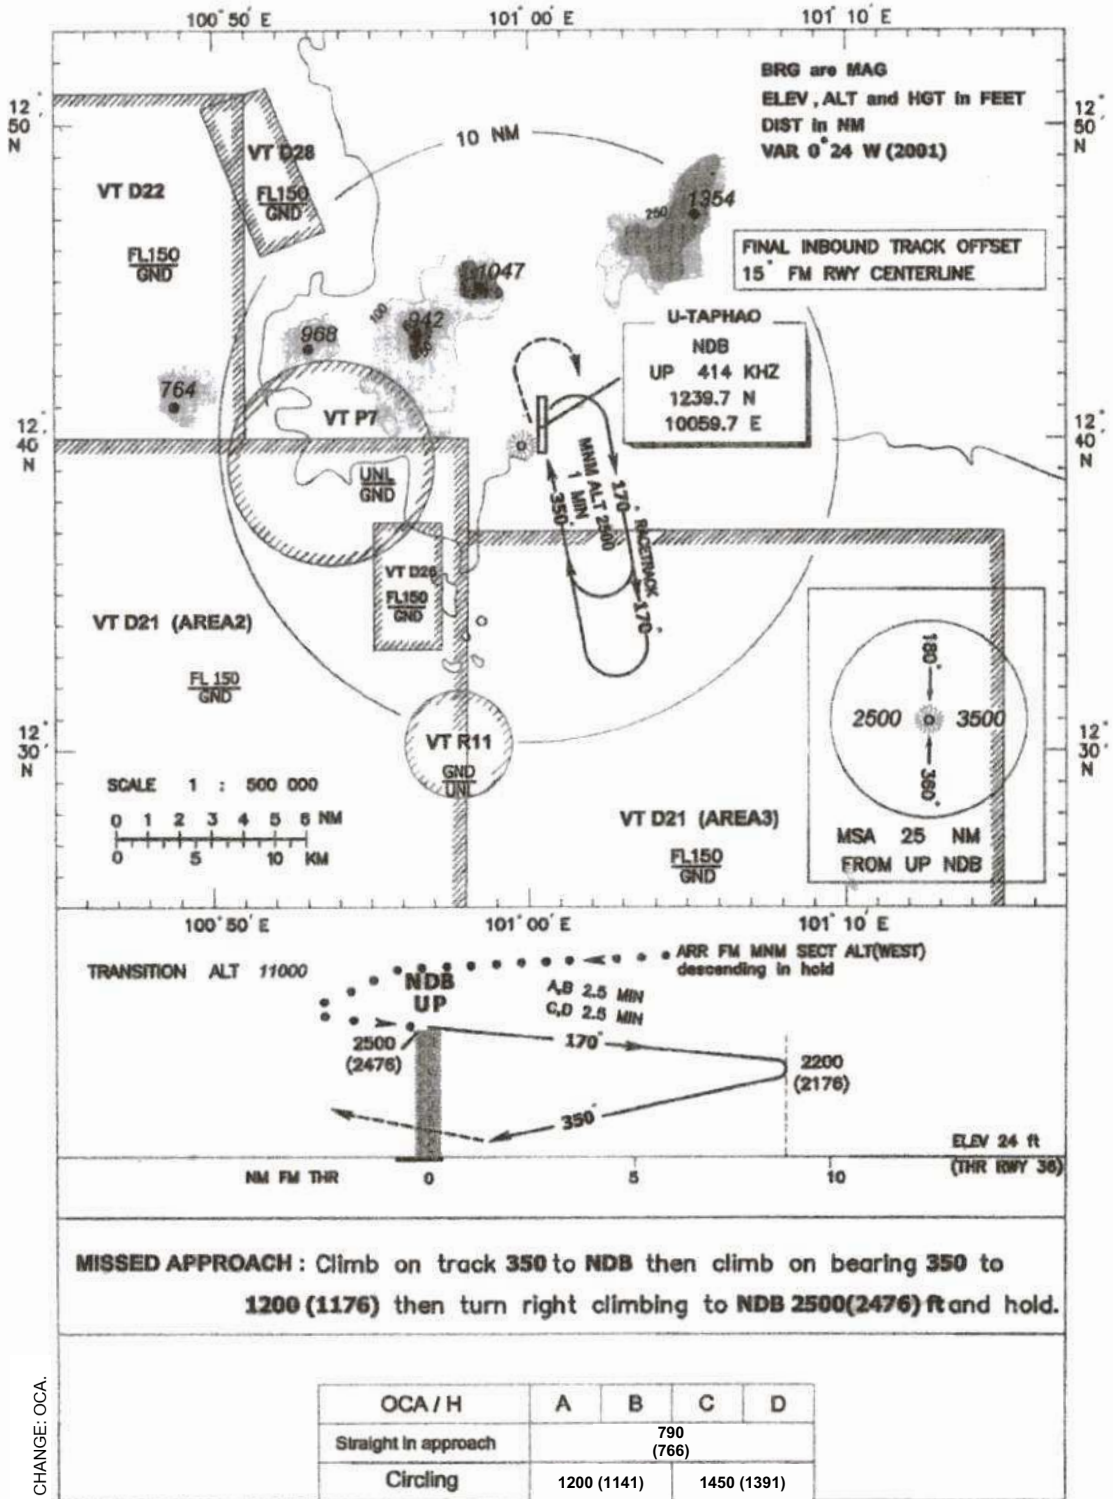 100° 50' E
101° 00' E
101° 10' E
BRG are MAG
ELEV, ALT and HGT in FEET
DIST in NM
VAR 0° 24 W (2001)
12° 50' N
12° 50' N
10 NM
VT D28
FL150
GND
VT D22
FL150
GND
250
1354
FINAL INBOUND TRACK OFFSET
15° FM RWY CENTERLINE
1047
100
942
968
764
U-TAPHAO
NDB
UP 414 KHZ
1239.7 N
10059.7 E
VT P7
UNL
GND
12° 40' N
12° 40' N
MNM ALT 2500
1 MIN
350°
170°
RACETRACK
170°
VT D26
FL150
GND
VT D21 (AREA2)
FL 150
GND
180°
2500
3500
360°
MSA 25 NM
FROM UP NDB
12° 30' N
12° 30' N
VT R11
GND
UNL
SCALE 1 : 500 000
0 1 2 3 4 5 6 NM
0 5 10 KM
VT D21 (AREA3)
FL150
GND
100° 50' E
101° 00' E
101° 10' E
TRANSITION ALT 11000
ARR FM MNM SECT ALT(WEST)
descending in hold
NDB
UP
A,B 2.5 MIN
C,D 2.5 MIN
2500
(2476)
170°
2200
(2176)
350°
ELEV 24 ft
(THR RWY 36)
NM FM THR 0 5 10
MISSED APPROACH : Climb on track 350 to NDB then climb on bearing 350 to
1200 (1176) then turn right climbing to NDB 2500(2476) ft and hold.
CHANGE: OCA.
OCA / H A B C D
Straight in approach 790
(766)
Circling 1200 (1141) 1450 (1391)